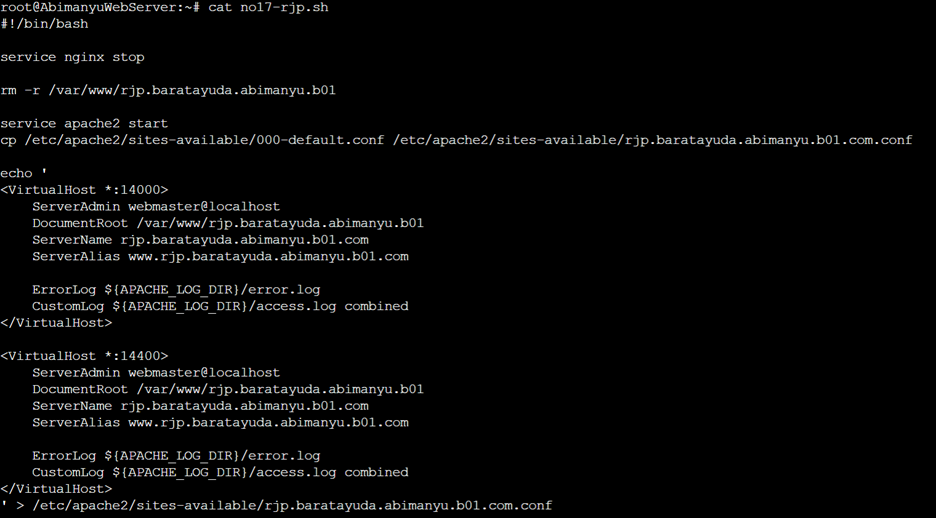 root@AbimanyuWebServer:~# cat no17-rjp.sh
#!/bin/bash
service nginx stop
rm -r /var/www/rjp.baratayuda.abimanyu.b01
service apache2 start
cp /etc/apache2/sites-available/000-default.conf /etc/apache2/sites-available/rjp.baratayuda.abimanyu.b01.com.conf
echo '
<VirtualHost *:14000>
    ServerAdmin webmaster@localhost
    DocumentRoot /var/www/rjp.baratayuda.abimanyu.b01
    ServerName rjp.baratayuda.abimanyu.b01.com
    ServerAlias www.rjp.baratayuda.abimanyu.b01.com
    ErrorLog ${APACHE_LOG_DIR}/error.log
    CustomLog ${APACHE_LOG_DIR}/access.log combined
</VirtualHost>
<VirtualHost *:14400>
    ServerAdmin webmaster@localhost
    DocumentRoot /var/www/rjp.baratayuda.abimanyu.b01
    ServerName rjp.baratayuda.abimanyu.b01.com
    ServerAlias www.rjp.baratayuda.abimanyu.b01.com
    ErrorLog ${APACHE_LOG_DIR}/error.log
    CustomLog ${APACHE_LOG_DIR}/access.log combined
</VirtualHost>
' > /etc/apache2/sites-available/rjp.baratayuda.abimanyu.b01.com.conf